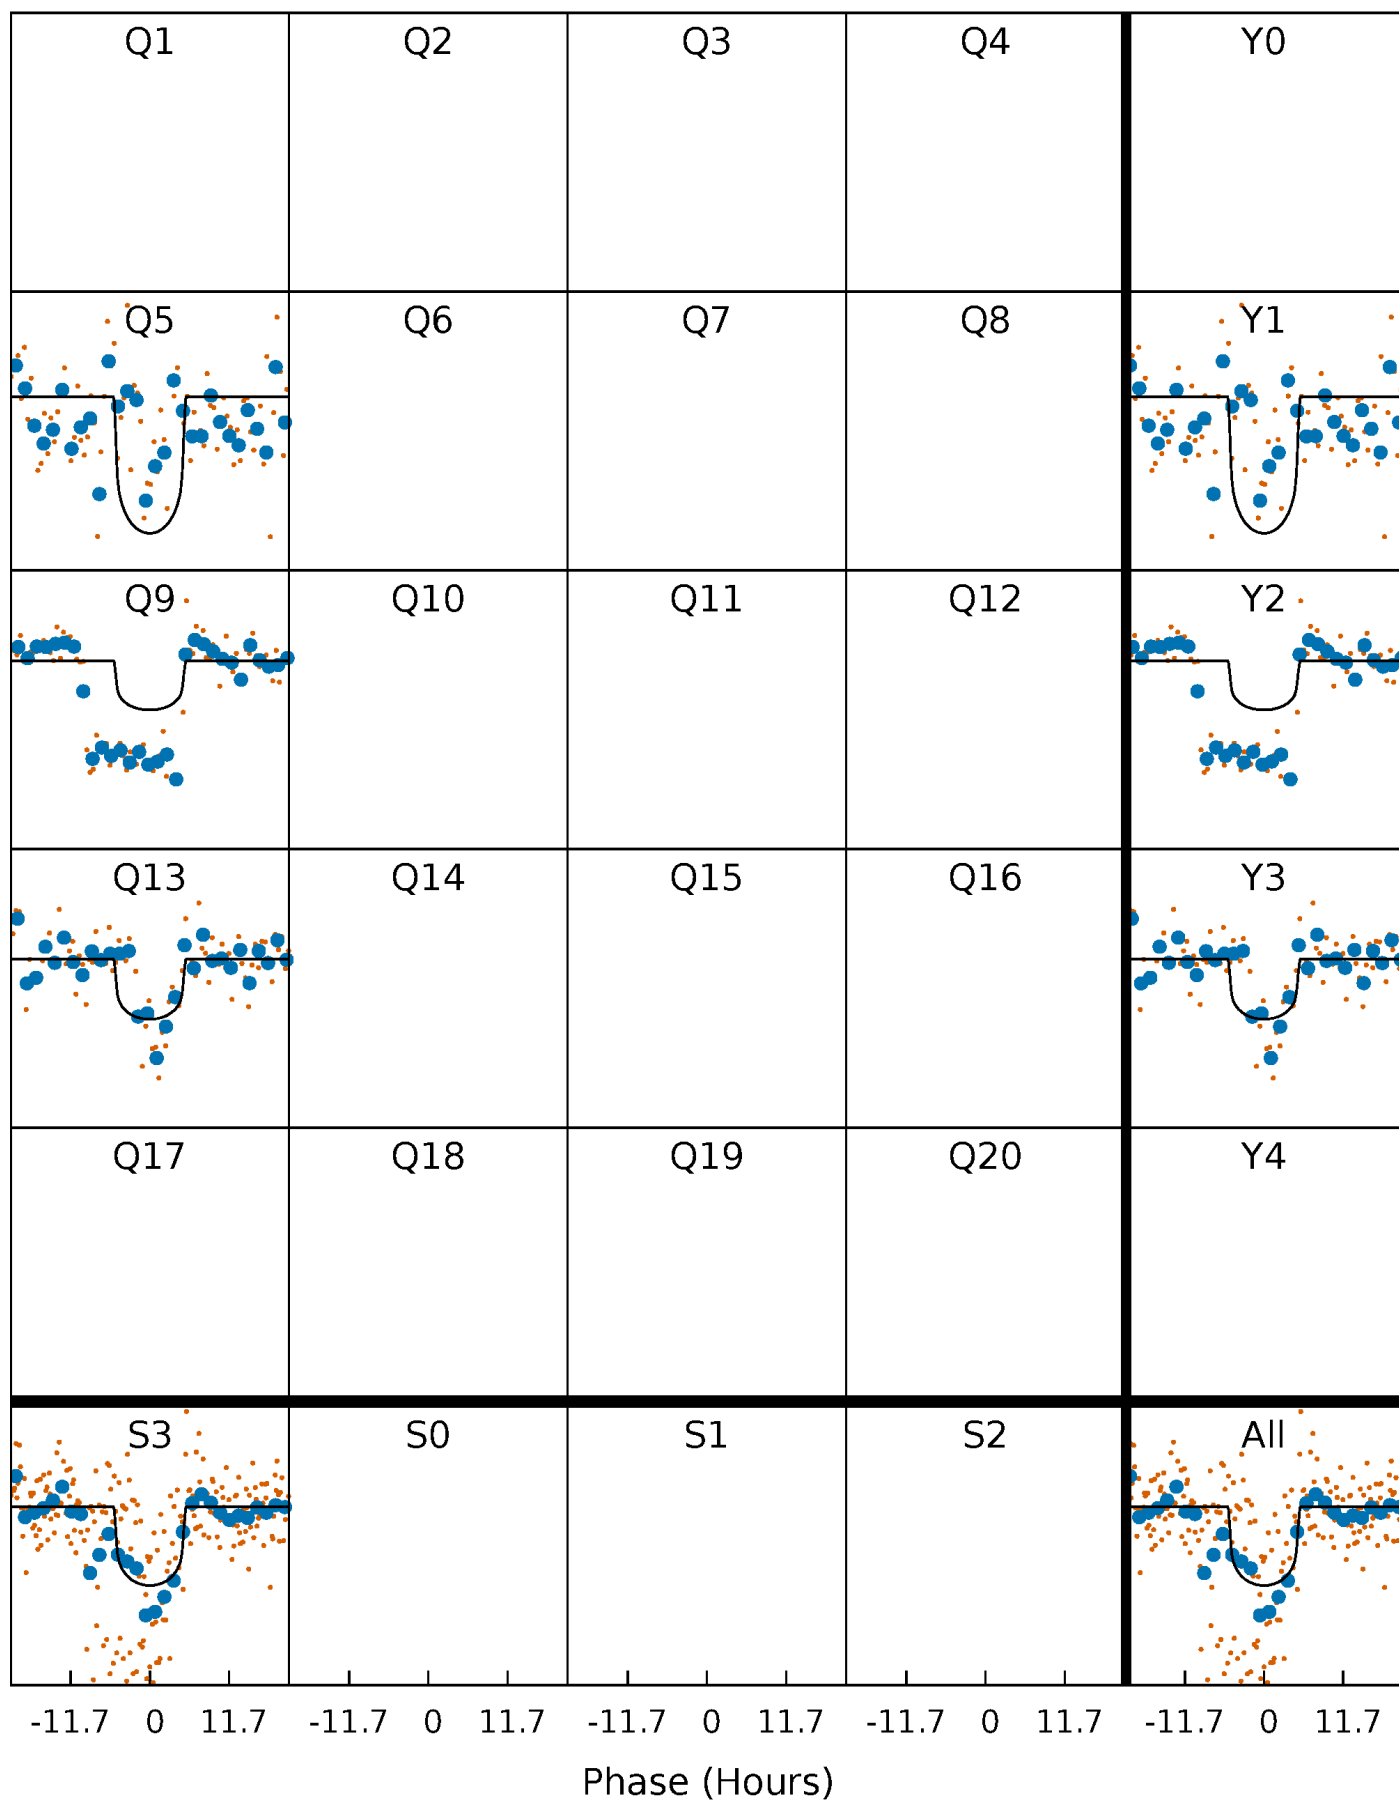 Q1 Q2 Q3 Q4 Y0
Q5 Q6 Q7 Q8 Y1
Q9 Q10 Q11 Q12 Y2
Q13 Q14 Q15 Q16 Y3
Q17 Q18 Q19 Q20 Y4
S3 S0 S1 S2 All
-11.7 0 11.7 -11.7 0 11.7 -11.7 0 11.7 -11.7 0 11.7 -11.7 0 11.7
Phase (Hours)